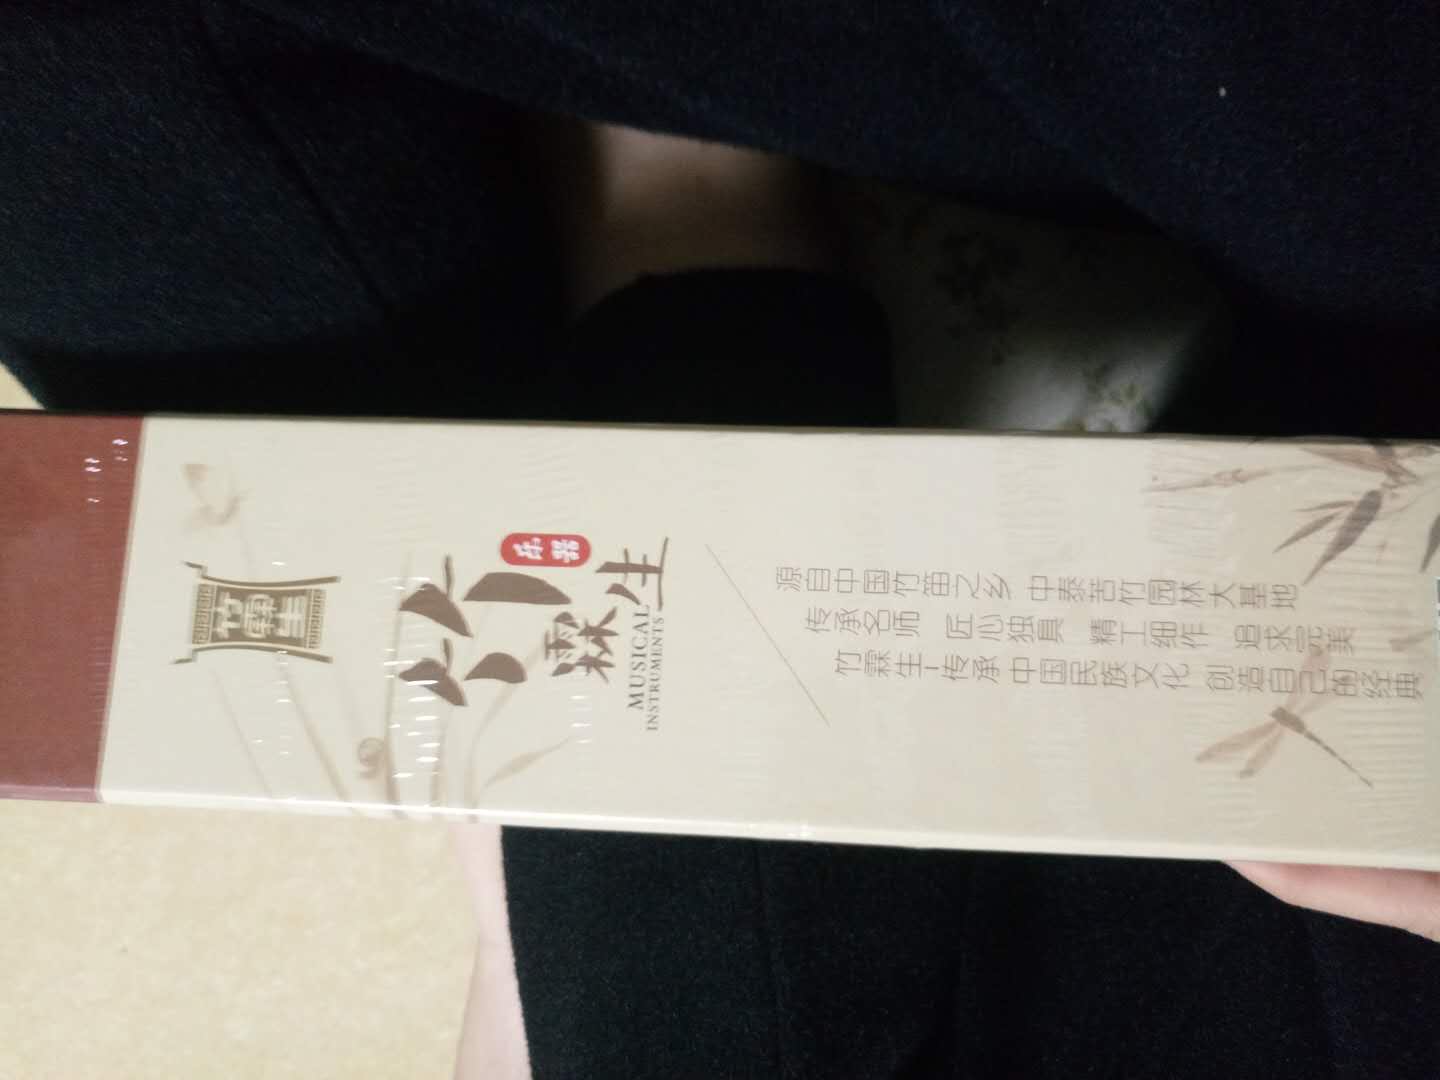 竹霖生
竹霖生
乐器
MUSICAL
INSTRUMENTS
源自中国竹笛之乡 中泰苦竹园林大基地
传承名师 匠心独具 精工细作 追求完美
竹霖生-传承中国民族文化 创造自己的经典